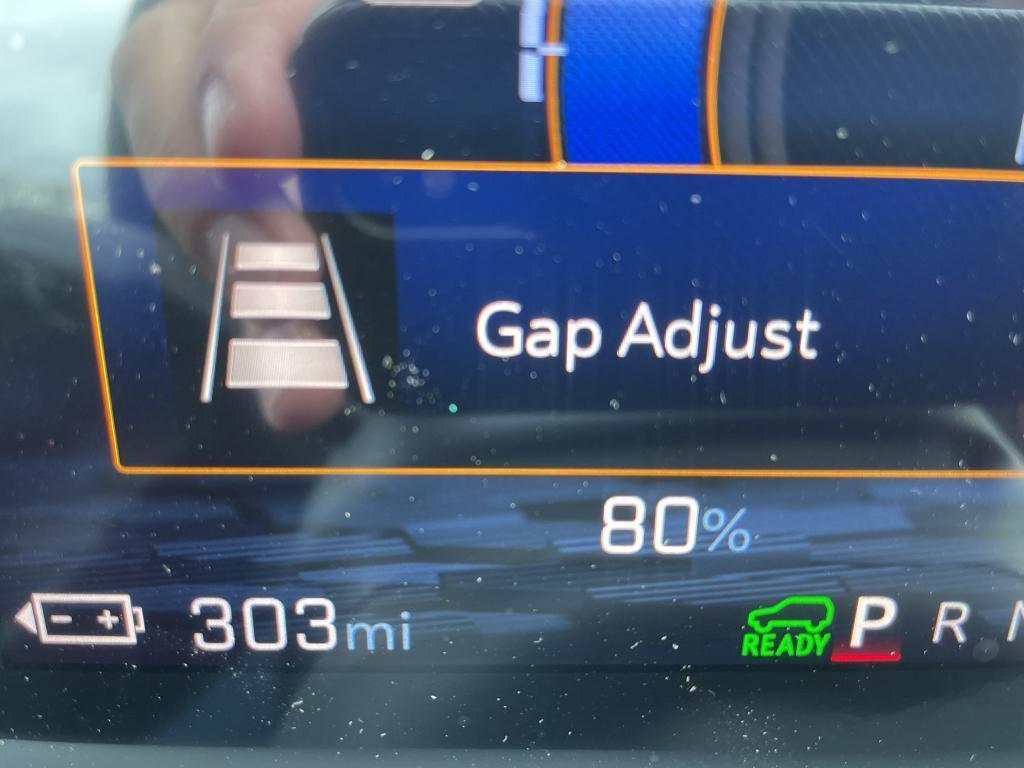 Gap Adjust
80%
303mi
READY P R